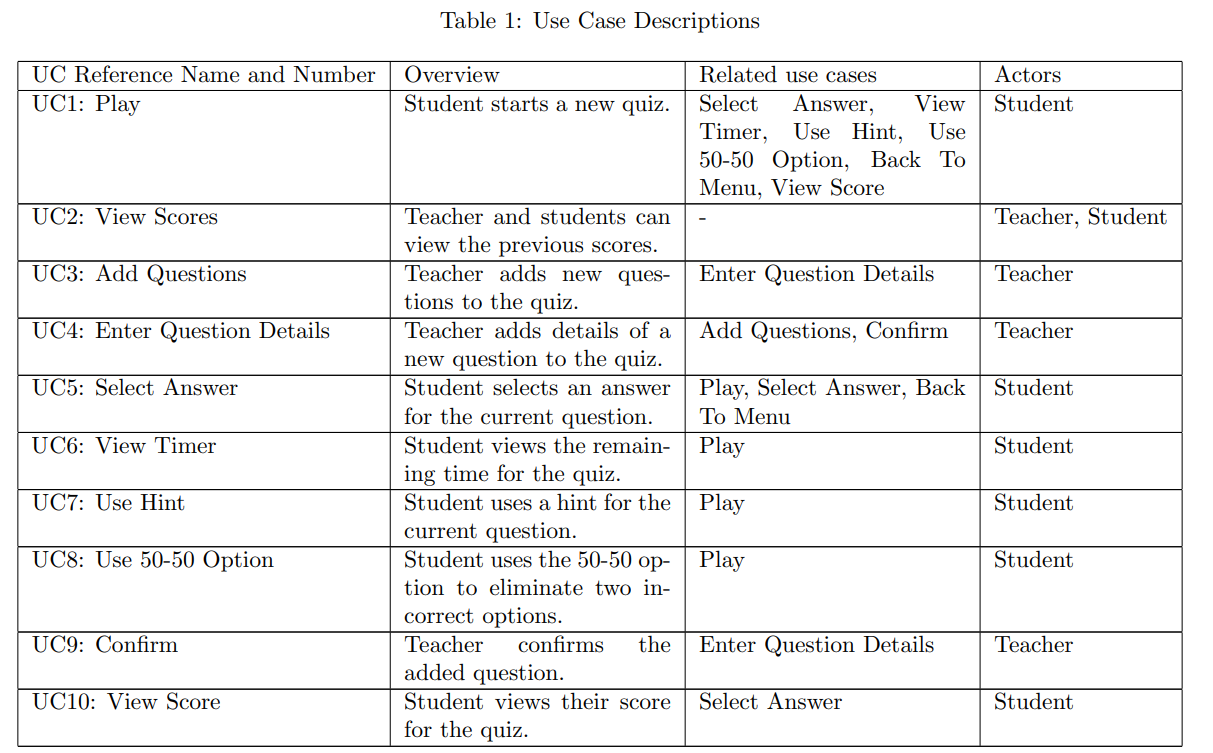 Table 1: Use Case Descriptions
UC Reference Name and Number Overview Related use cases Actors
UC1: Play Student starts a new quiz. Select Answer, View Student
Timer, Use Hint, Use
50-50 Option, Back To
Menu, View Score
UC2: View Scores Teacher and students can - Teacher, Student
view the previous scores.
UC3: Add Questions Teacher adds new ques- Enter Question Details Teacher
tions to the quiz.
UC4: Enter Question Details Teacher adds details of a Add Questions, Confirm Teacher
new question to the quiz.
UC5: Select Answer Student selects an answer Play, Select Answer, Back Student
for the current question. To Menu
UC6: View Timer Student views the remain- Play Student
ing time for the quiz.
UC7: Use Hint Student uses a hint for the Play Student
current question.
UC8: Use 50-50 Option Student uses the 50-50 op- Play Student
tion to eliminate two in-
correct options.
UC9: Confirm Teacher confirms the Enter Question Details Teacher
added question.
UC10: View Score Student views their score Select Answer Student
for the quiz.